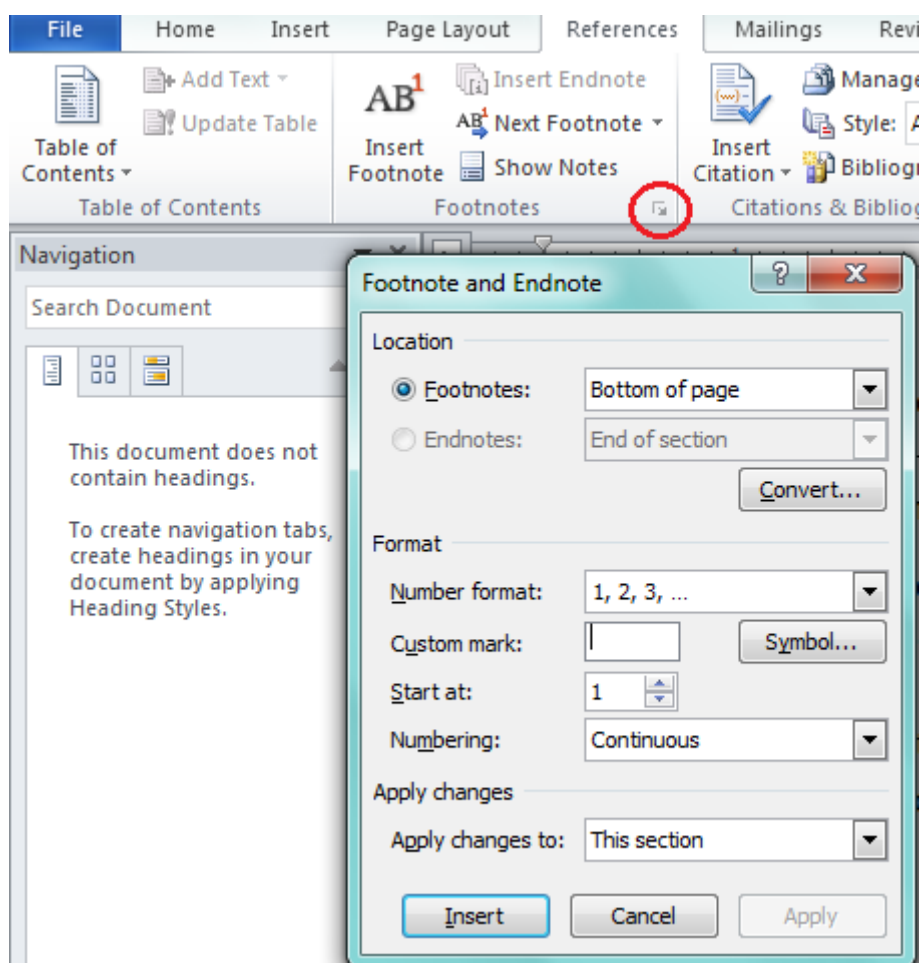 File Home Insert Page Layout References Mailings
Add Text Insert Endnote Manage
AB1
Update Table AB1 Next Footnote Style: A
Table of Contents
Insert Footnote
Show Notes
Insert Citation
Table of Contents Footnotes Citations &
Navigation
Search Document
This document does not
contain headings.
To create navigation tabs,
create headings in your
document by applying
Heading Styles.
Footnote and Endnote
?
X
Location
Footnotes: Bottom of page
Endnotes: End of section
Convert...
Format
Number format: 1, 2, 3, ...
Custom mark: Symbol...
Start at: 1
Numbering: Continuous
Apply changes
Apply changes to: This section
Insert Cancel Apply